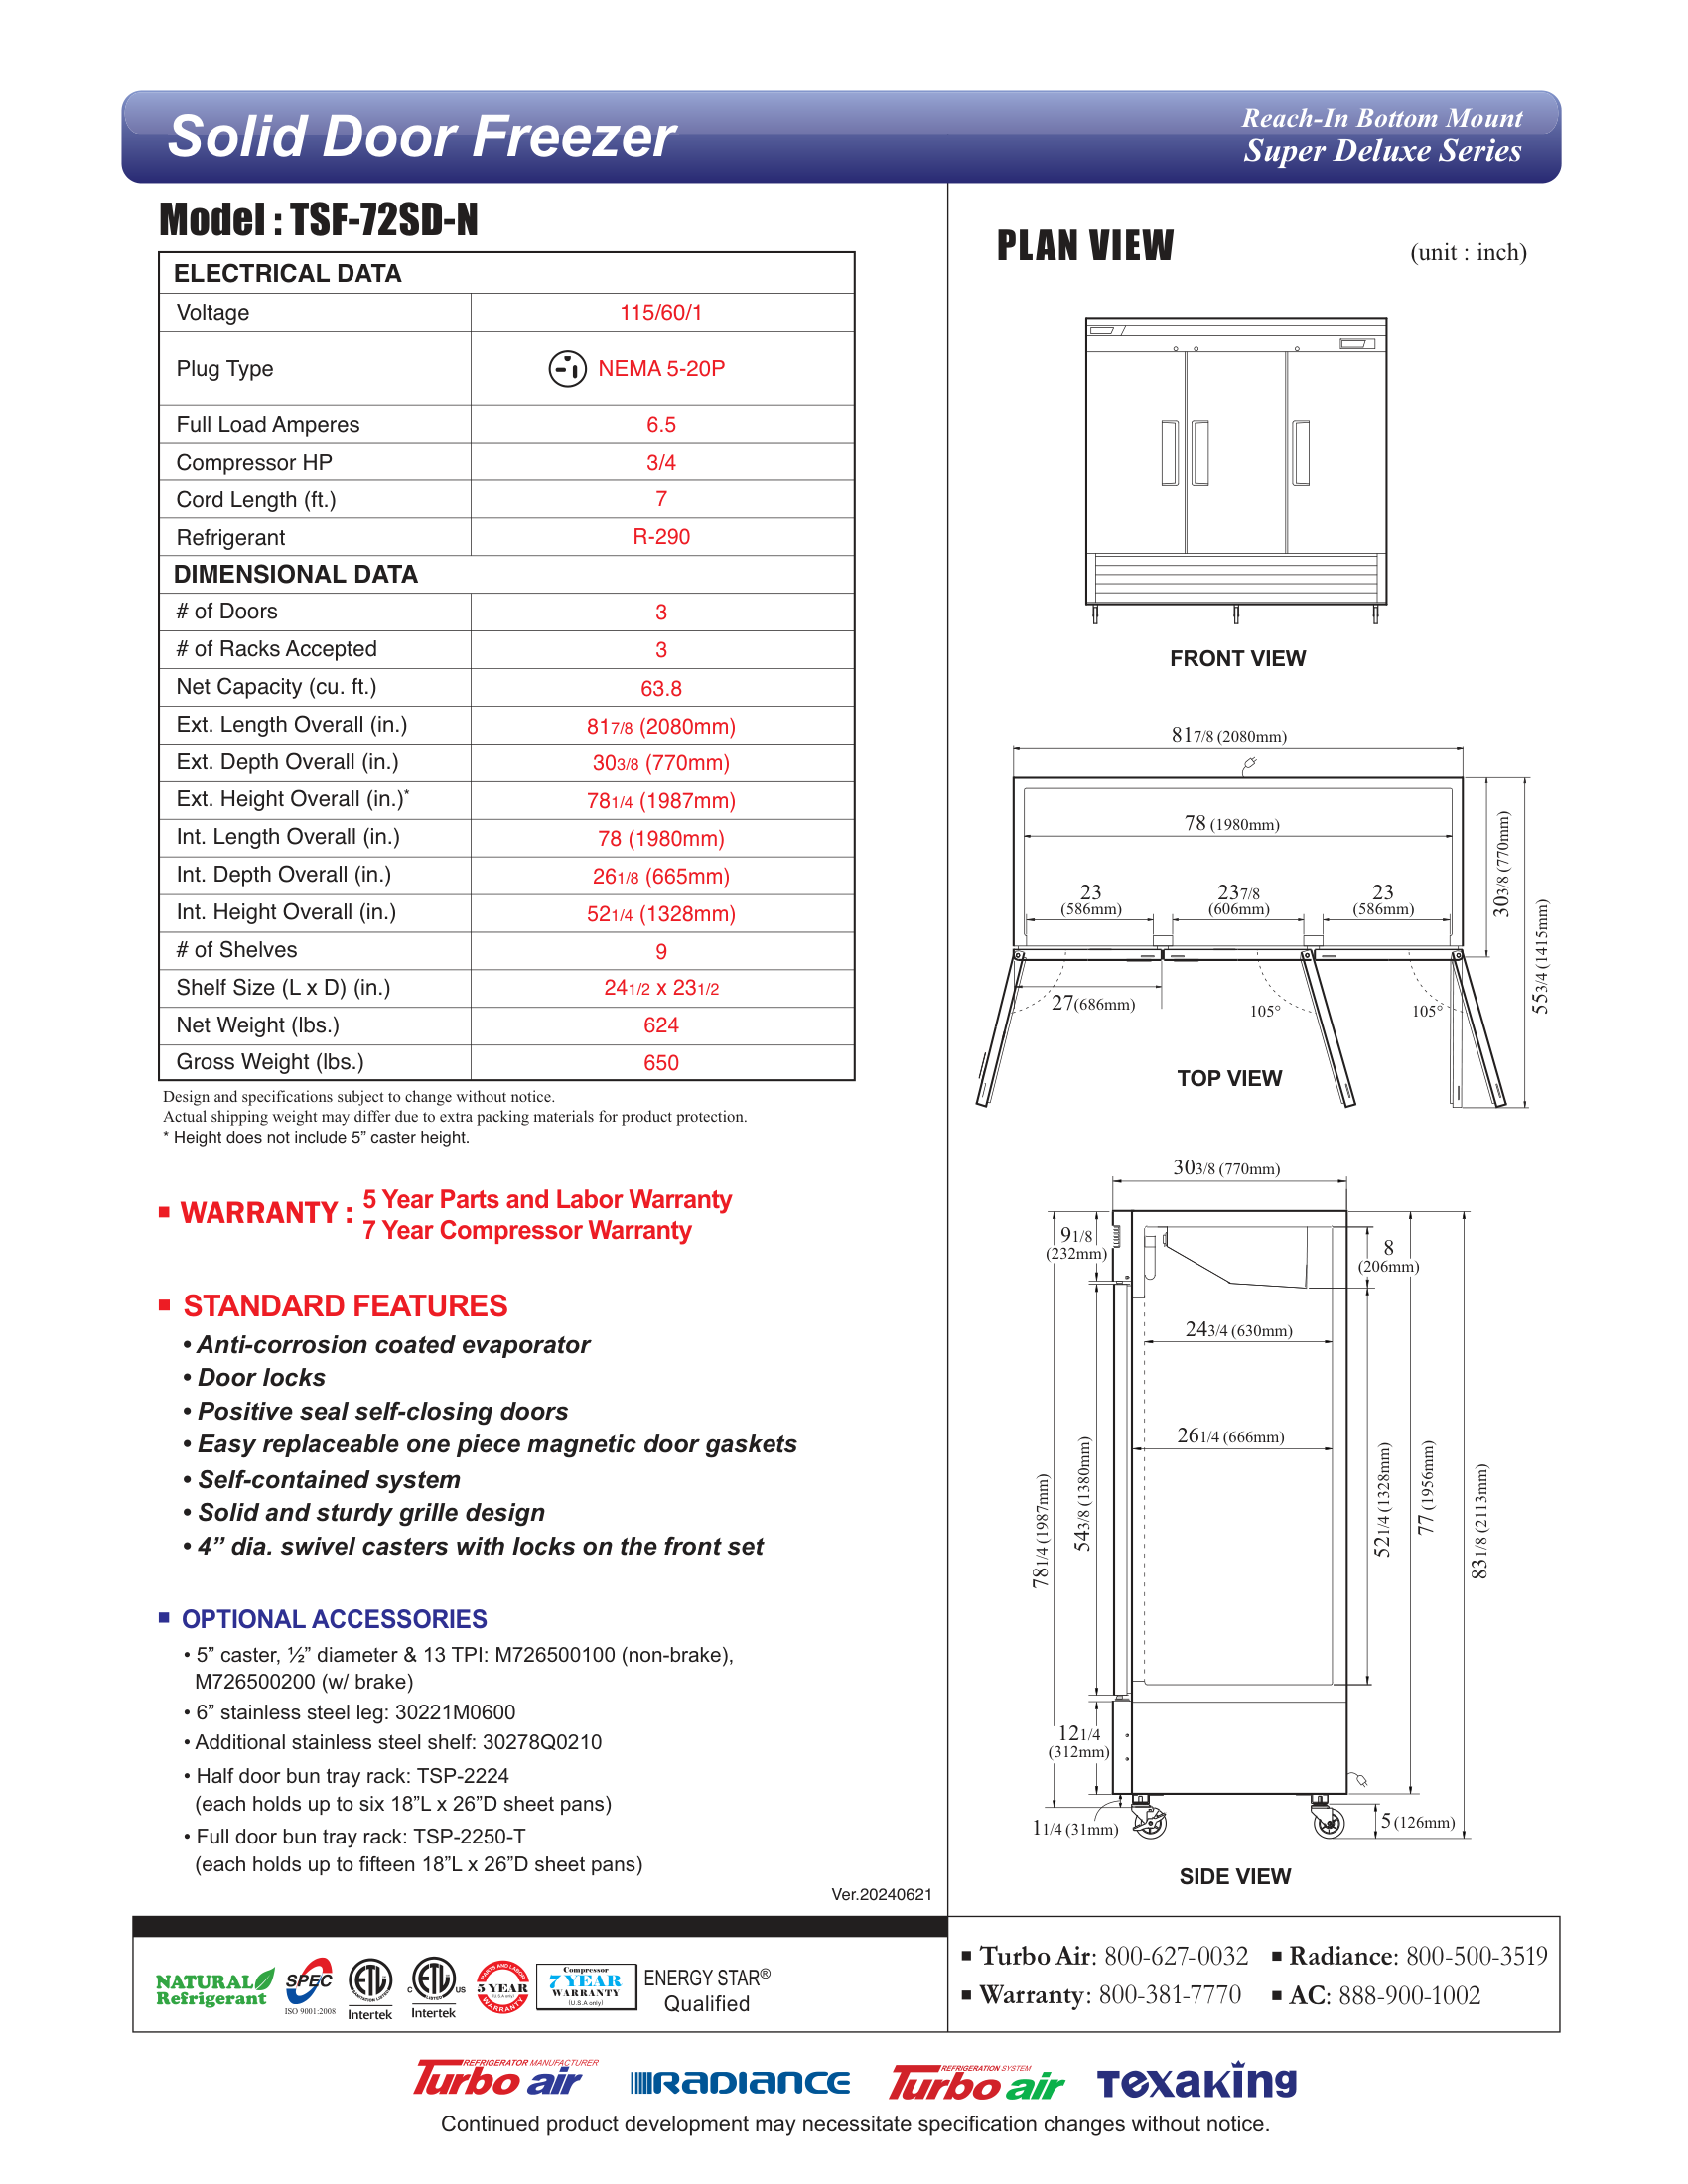 Solid Door Freezer
Reach-In Bottom Mount
Super Deluxe Series
Model : TSF-72SD-N
ELECTRICAL DATA
Voltage 115/60/1
Plug Type NEMA 5-20P
Full Load Amperes 6.5
Compressor HP 3/4
Cord Length (ft.) 7
Refrigerant R-290
DIMENSIONAL DATA
# of Doors 3
# of Racks Accepted 3
Net Capacity (cu. ft.) 63.8
Ext. Length Overall (in.) 81 7/8 (2080mm)
Ext. Depth Overall (in.) 30 3/8 (770mm)
Ext. Height Overall (in.)* 78 1/4 (1987mm)
Int. Length Overall (in.) 78 (1980mm)
Int. Depth Overall (in.) 26 1/8 (665mm)
Int. Height Overall (in.) 52 1/4 (1328mm)
# of Shelves 9
Shelf Size (L x D) (in.) 24 1/2 x 23 1/2
Net Weight (lbs.) 624
Gross Weight (lbs.) 650
Design and specifications subject to change without notice.
Actual shipping weight may differ due to extra packing materials for product protection.
* Height does not include 5” caster height.
WARRANTY :
5 Year Parts and Labor Warranty
7 Year Compressor Warranty
STANDARD FEATURES
• Anti-corrosion coated evaporator
• Door locks
• Positive seal self-closing doors
• Easy replaceable one piece magnetic door gaskets
• Self-contained system
• Solid and sturdy grille design
• 4” dia. swivel casters with locks on the front set
OPTIONAL ACCESSORIES
• 5” caster, ½” diameter & 13 TPI: M726500100 (non-brake),
M726500200 (w/ brake)
• 6” stainless steel leg: 30221M0600
• Additional stainless steel shelf: 30278Q0210
• Half door bun tray rack: TSP-2224
(each holds up to six 18”L x 26”D sheet pans)
• Full door bun tray rack: TSP-2250-T
(each holds up to fifteen 18”L x 26”D sheet pans)
Ver.20240621
PLAN VIEW
(unit : inch)
FRONT VIEW
81 7/8 (2080mm)
78 (1980mm)
23
(586mm)
23 7/8
(606mm)
23
(586mm)
30 3/8 (770mm)
55 3/4 (1415mm)
27 (686mm)
105°
105°
TOP VIEW
30 3/8 (770mm)
9 1/8
(232mm)
8
(206mm)
24 3/4 (630mm)
26 1/4 (666mm)
78 1/4 (1987mm)
54 3/8 (1380mm)
52 1/4 (1328mm)
77 (1956mm)
83 1/8 (2113mm)
12 1/4
(312mm)
1 1/4 (31mm)
5 (126mm)
SIDE VIEW
NATURAL
Refrigerant
SPEC
ISO 9001:2008
ETL
Intertek
C ETL US
Intertek
PARTS AND LABOR
5 YEAR
WARRANTY
Compressor
7 YEAR
WARRANTY
(U.S.A only)
ENERGY STAR®
Qualified
Turbo Air: 800-627-0032
Radiance: 800-500-3519
Warranty: 800-381-7770
AC: 888-900-1002
REFRIGERATOR MANUFACTURER
Turbo air
RADIANCE
REFRIGERATION SYSTEM
Turbo air
Texaking
Continued product development may necessitate specification changes without notice.